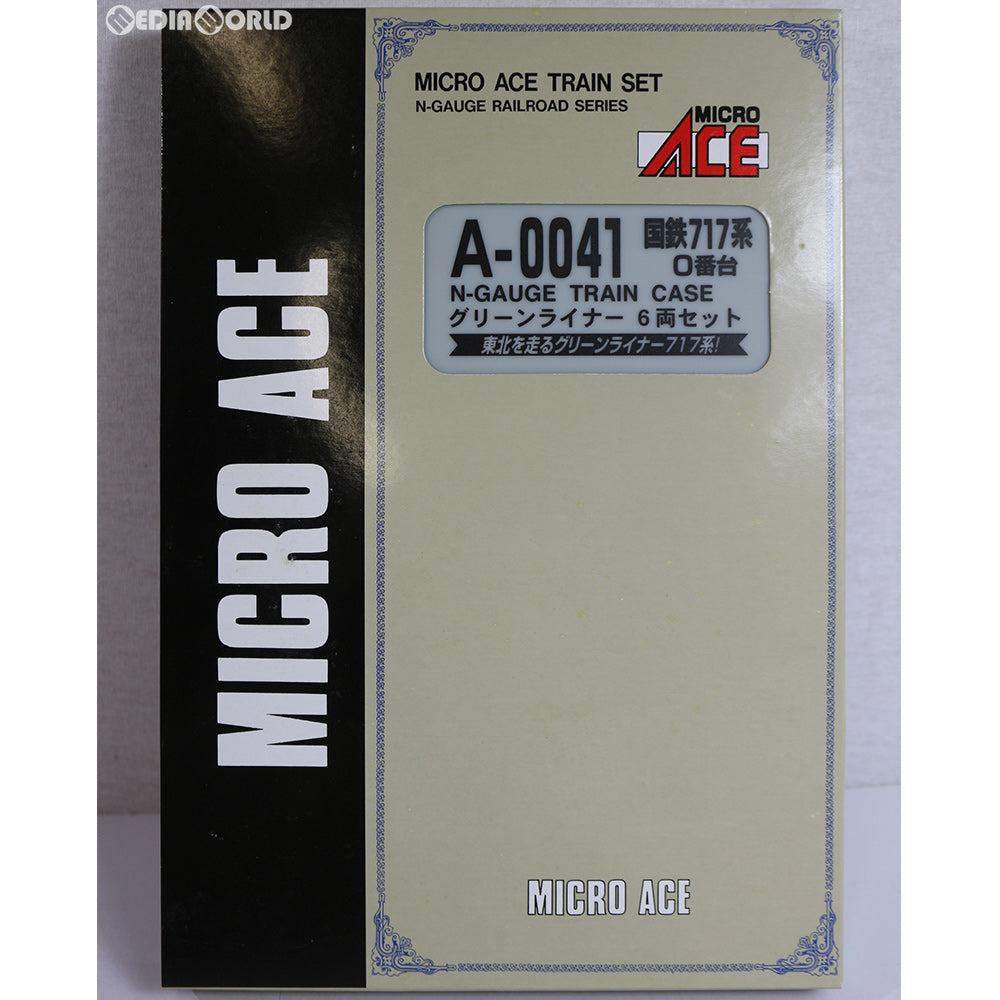 MEDIAWORLD
MICRO ACE
MICRO ACE TRAIN SET
N-GAUGE RAILROAD SERIES
MICRO
ACE
A-0041 国鉄717系
0番台
N-GAUGE TRAIN CASE
グリーンライナー 6両セット
東北を走るグリーンライナー717系!
MICRO ACE